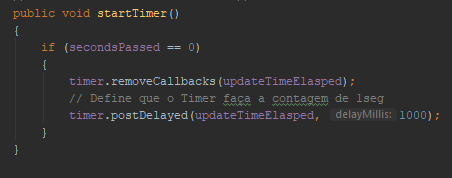 public void startTimer()
{
if (secondsPassed == 0)
{
timer.removeCallbacks(updateTimeElasped);
// Define que o Timer faça a contagem de 1seg
timer.postDelayed(updateTimeElasped, delayMillis: 1000);
}
}